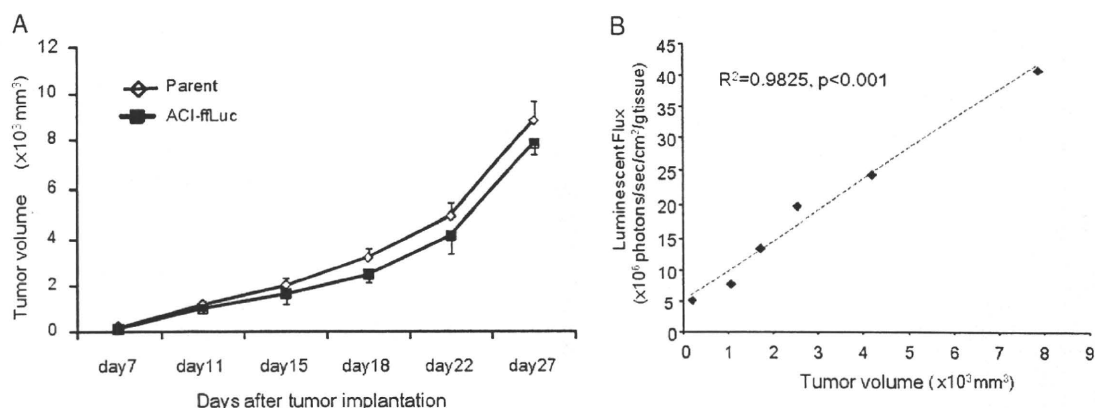 A
Tumor volume (x10³ mm³)
12
10
8
6
4
2
0
Parent
ACI-ffLuc
day7 day11 day15 day18 day22 day27
Days after tumor implantation
B
Luminescent Flux
(x10⁶ photons/sec/cm²/gtissue)
45
40
35
25
20
15
10
5
0
R²=0.9825, p<0.001
0 1 2 3 4 5 6 7 8 9
Tumor volume (x10³mm³)